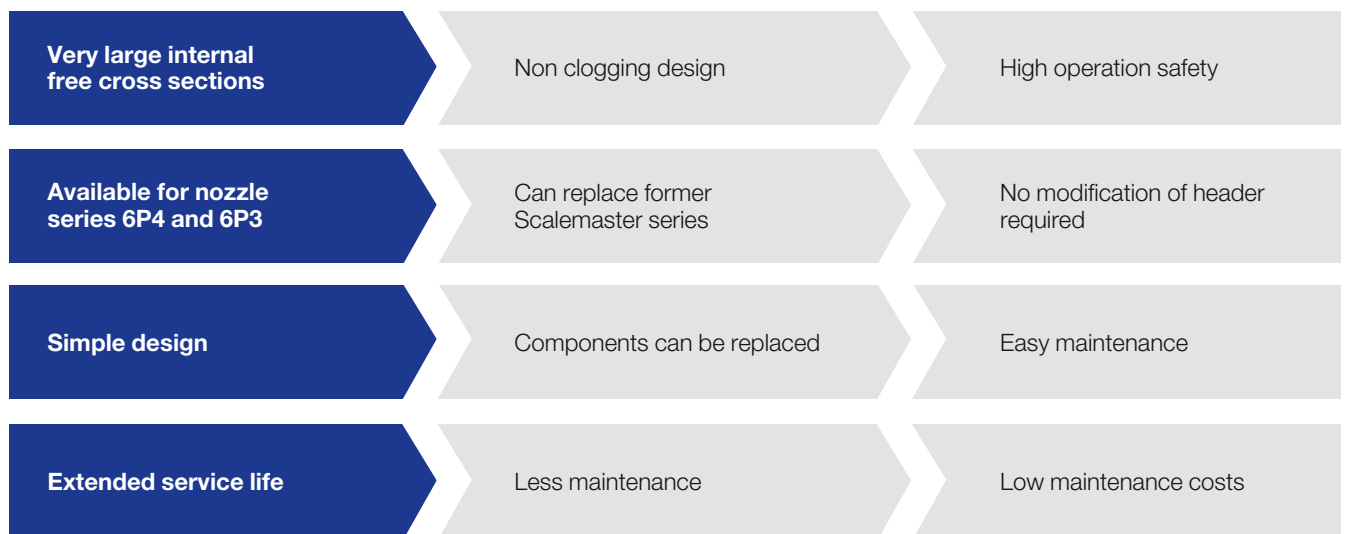 Very large internal
free cross sections
Non clogging design
High operation safety
Available for nozzle
series 6P4 and 6P3
Can replace former
Scalemaster series
No modification of header
required
Simple design
Components can be replaced
Easy maintenance
Extended service life
Less maintenance
Low maintenance costs